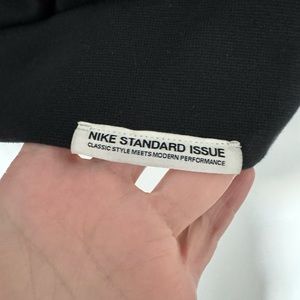 NIKE STANDARD ISSUE
CLASSIC STYLE MEETS MODERN PERFORMANCE